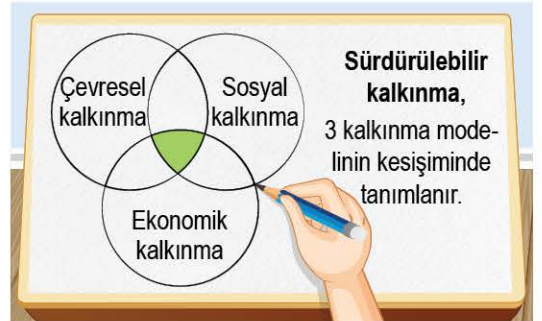 Çevresel
kalkınma
Sosyal
kalkınma
Ekonomik
kalkınma
Sürdürülebilir
kalkınma,
3 kalkınma mode-
linin kesişiminde
tanımlanır.